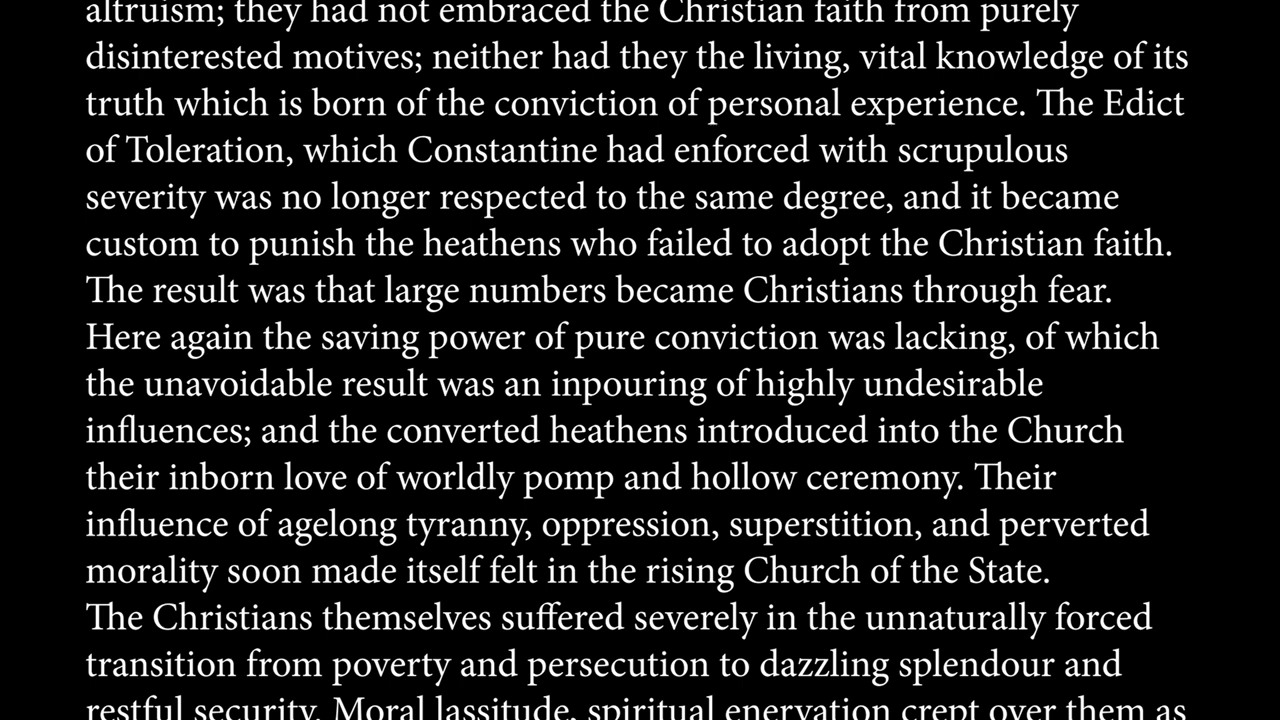 altruism; they had not embraced the Christian faith from purely
disinterested motives; neither had they the living, vital knowledge of its
truth which is born of the conviction of personal experience. The Edict
of Toleration, which Constantine had enforced with scrupulous
severity was no longer respected to the same degree, and it became
custom to punish the heathens who failed to adopt the Christian faith.
The result was that large numbers became Christians through fear.
Here again the saving power of pure conviction was lacking, of which
the unavoidable result was an inpouring of highly undesirable
influences; and the converted heathens introduced into the Church
their inborn love of worldly pomp and hollow ceremony. Their
influence of agelong tyranny, oppression, superstition, and perverted
morality soon made itself felt in the rising Church of the State.
The Christians themselves suffered severely in the unnaturally forced
transition from poverty and persecution to dazzling splendour and
restful security. Moral lassitude, spiritual enervation crept over them as